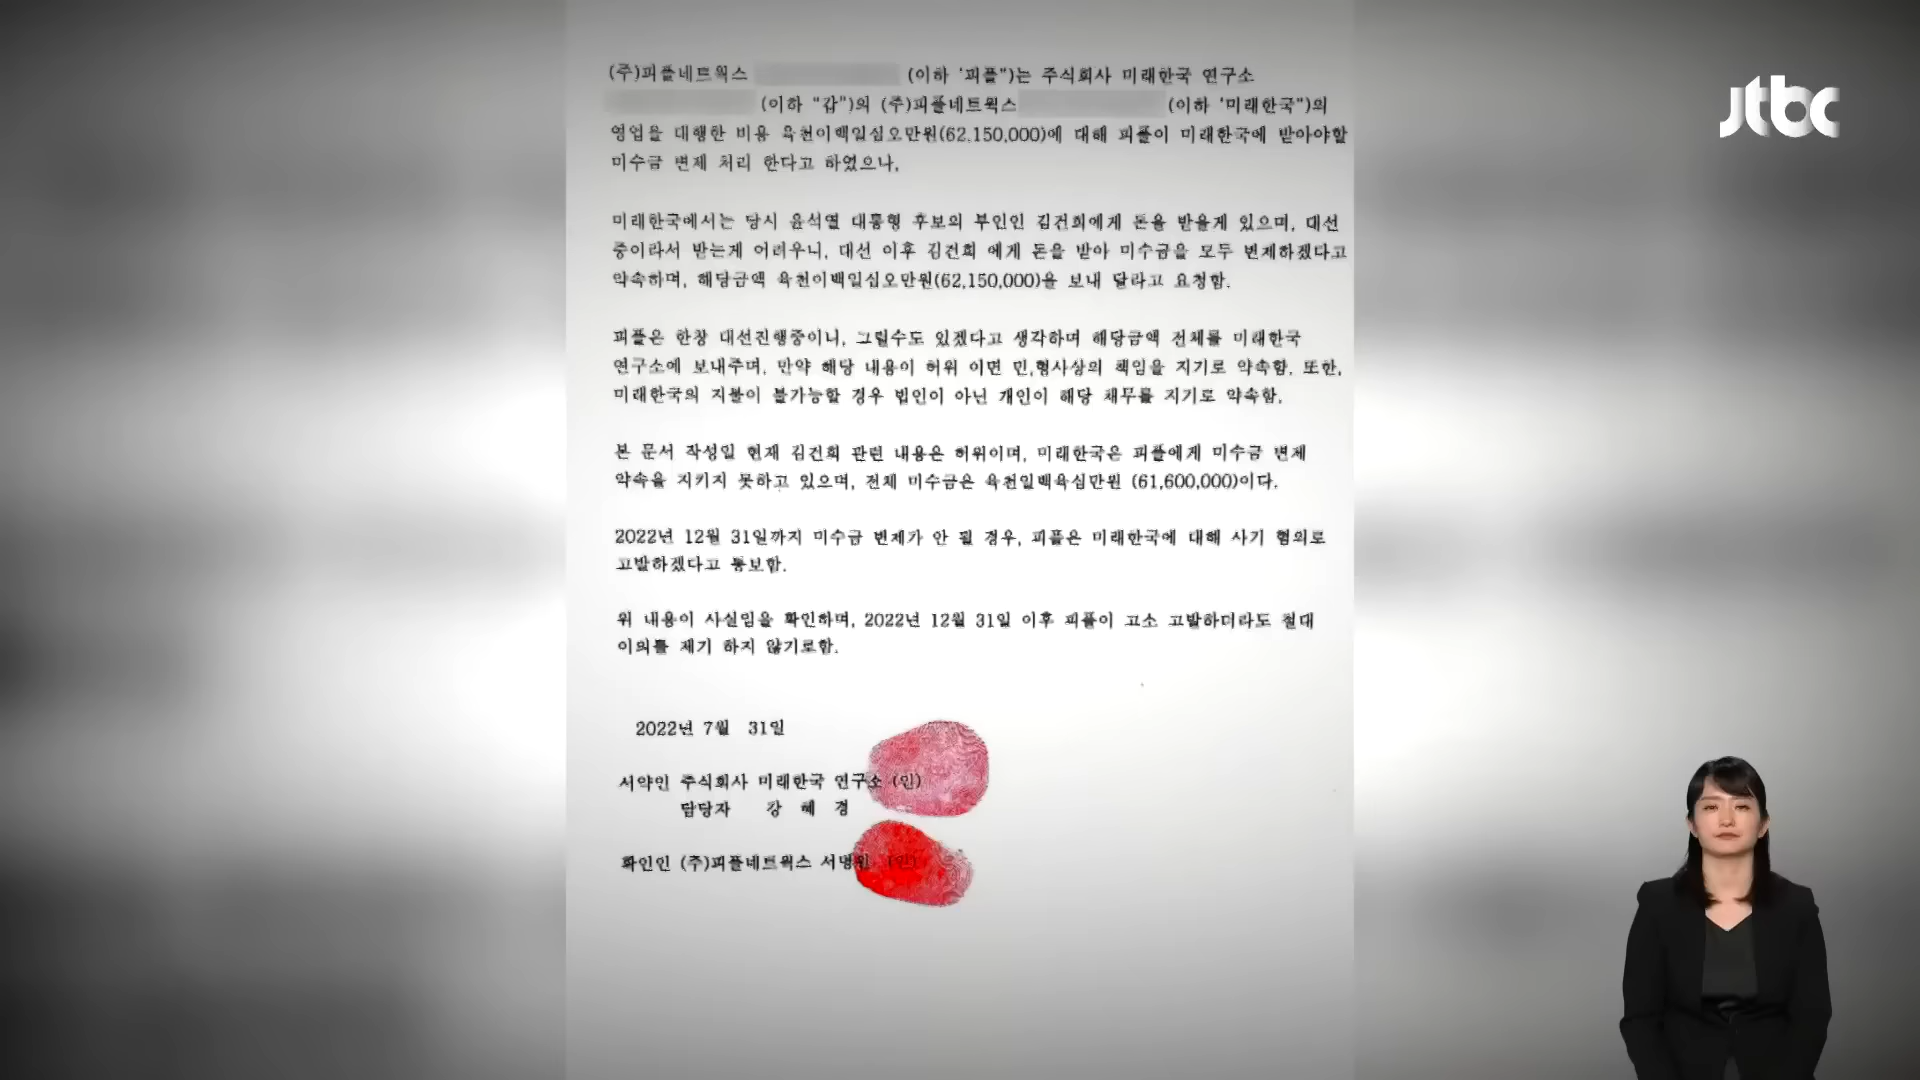 (주)피플네트웍스 (이하 '피플")는 주식회사 미래한국 연구소
(이하 "갑")의 (주)피플네트웍스 (이하 '미래한국")의
영업을 대행한 비용 육천이백일십오만원(62,150,000)에 대해 피플이 미래한국에 받아야할
미수금 변제 처리 한다고 하였으나,
미래한국에서는 당시 윤석열 대통령 후보의 부인인 김건희에게 돈을 받을게 있으며, 대선
중이라서 받는게 어려우니, 대선 이후 김건희 에게 돈을 받아 미수금을 모두 변제하겠다고
약속하며, 해당금액 육천이백일십오만원(62,150,000)을 보내 달라고 요청함.
피플은 한창 대선진행중이니, 그럴수도 있겠다고 생각하며 해당금액 전체를 미래한국
연구소에 보내주며, 만약 해당 내용이 허위 이면 민,형사상의 책임을 지기로 약속함. 또한,
미래한국의 지불이 불가능할 경우 법인이 아닌 개인이 해당 채무를 지기로 약속함.
본 문서 작성일 현재 김건희 관련 내용은 허위이며, 미래한국은 피플에게 미수금 변제
약속을 지키지 못하고 있으며, 전체 미수금은 육천일백육십만원 (61,600,000)이다.
2022년 12월 31일까지 미수금 변제가 안 될 경우, 피플은 미래한국에 대해 사기 혐의로
고발하겠다고 통보함.
위 내용이 사실임을 확인하며, 2022년 12월 31일 이후 피플이 고소 고발하더라도 절대
이의를 제기 하지 않기로함.
2022년 7월 31일
서약인 주식회사 미래한국 연구소 (인)
담당자 강 혜 경
확인인 (주)피플네트웍스 서명원 (인)
jtbc